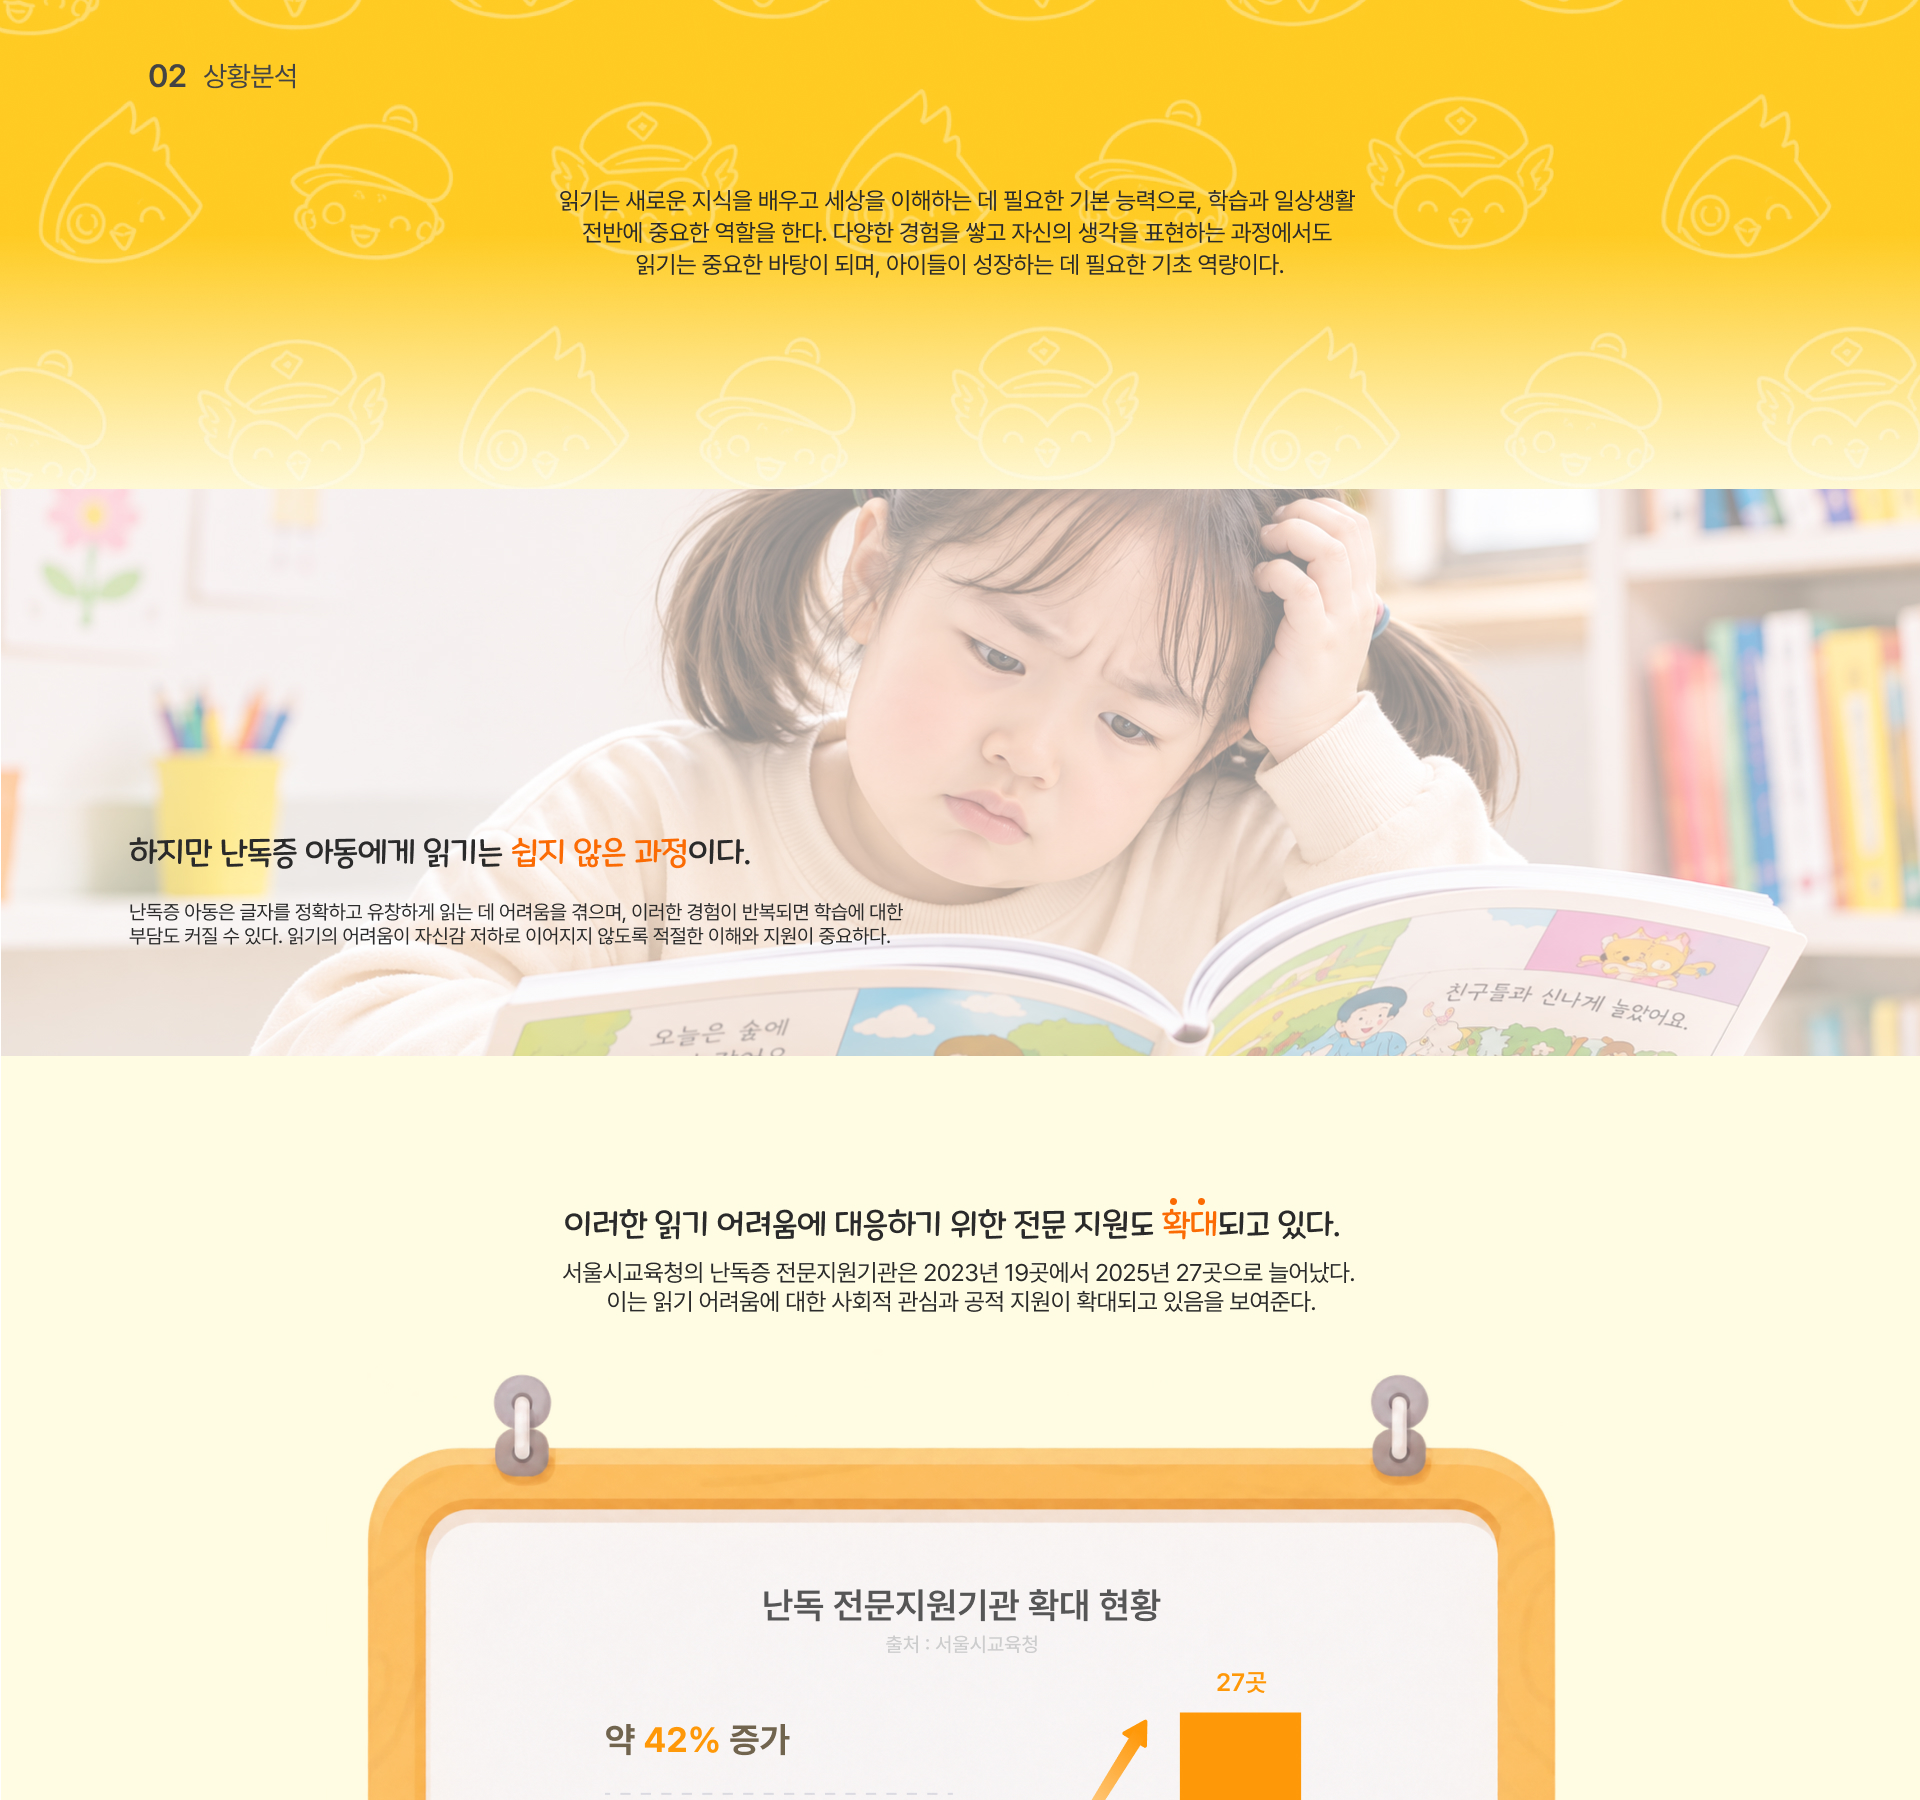 02 상황분석
읽기는 새로운 지식을 배우고 세상을 이해하는 데 필요한 기본 능력으로, 학습과 일상생활
전반에 중요한 역할을 한다. 다양한 경험을 쌓고 자신의 생각을 표현하는 과정에서도
읽기는 중요한 바탕이 되며, 아이들이 성장하는 데 필요한 기초 역량이다.
하지만 난독증 아동에게 읽기는 쉽지 않은 과정이다.
난독증 아동은 글자를 정확하고 유창하게 읽는 데 어려움을 겪으며, 이러한 경험이 반복되면 학습에 대한
부담도 커질 수 있다. 읽기의 어려움이 자신감 저하로 이어지지 않도록 적절한 이해와 지원이 중요하다.
친구들과 신나게 놀았어요.
오늘은 숲에
이러한 읽기 어려움에 대응하기 위한 전문 지원도 확대되고 있다.
서울시교육청의 난독증 전문지원기관은 2023년 19곳에서 2025년 27곳으로 늘어났다.
이는 읽기 어려움에 대한 사회적 관심과 공적 지원이 확대되고 있음을 보여준다.
난독 전문지원기관 확대 현황
출처 : 서울시교육청
27곳
약 42% 증가